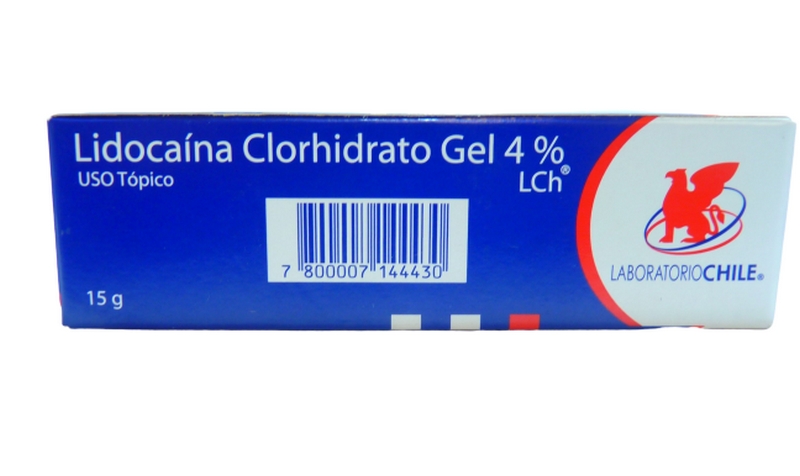 Lidocaína Clorhidrato Gel 4 %
USO Tópico
LCh®
7 800007 144430
15 g
LABORATORIOCHILE®